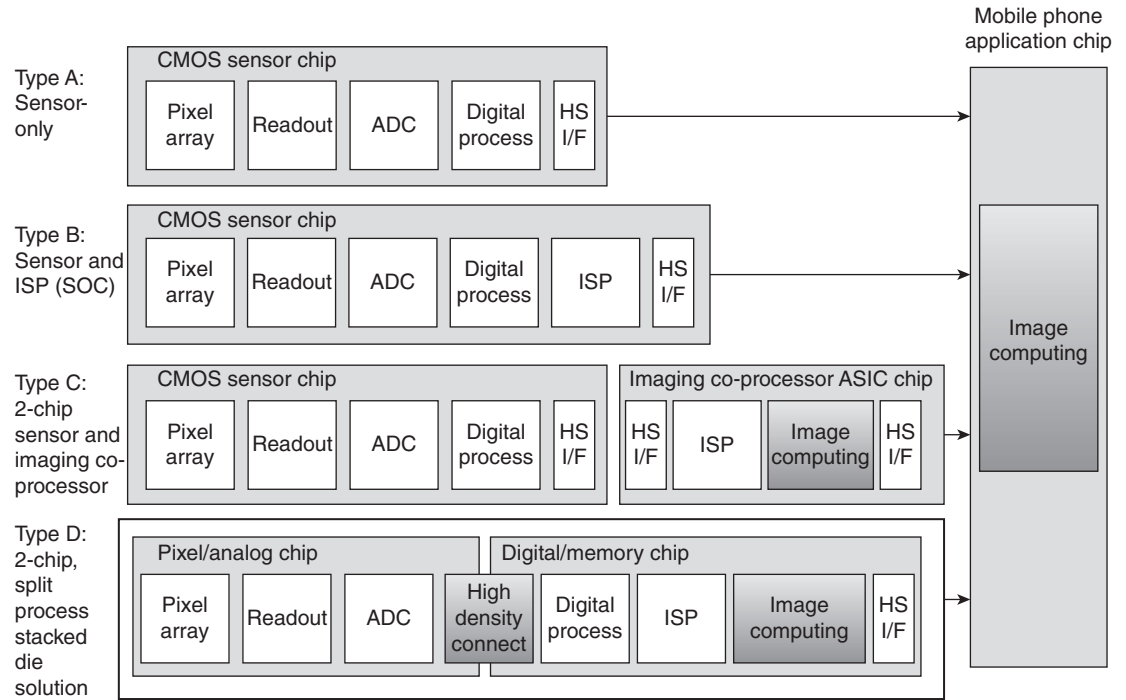 Mobile phone
application chip
Type A:
Sensor-
only
CMOS sensor chip
Pixel
array
Readout
ADC
Digital
process
HS
I/F
Type B:
Sensor and
ISP (SOC)
CMOS sensor chip
Pixel
array
Readout
ADC
Digital
process
ISP
HS
I/F
Image
computing
Type C:
2-chip
sensor and
imaging co-
processor
CMOS sensor chip
Pixel
array
Readout
ADC
Digital
process
HS
I/F
Imaging co-processor ASIC chip
HS
I/F
ISP
Image
computing
HS
I/F
Type D:
2-chip,
split
process
stacked
die
solution
Pixel/analog chip
Pixel
array
Readout
ADC
High
density
connect
Digital/memory chip
Digital
process
ISP
Image
computing
HS
I/F